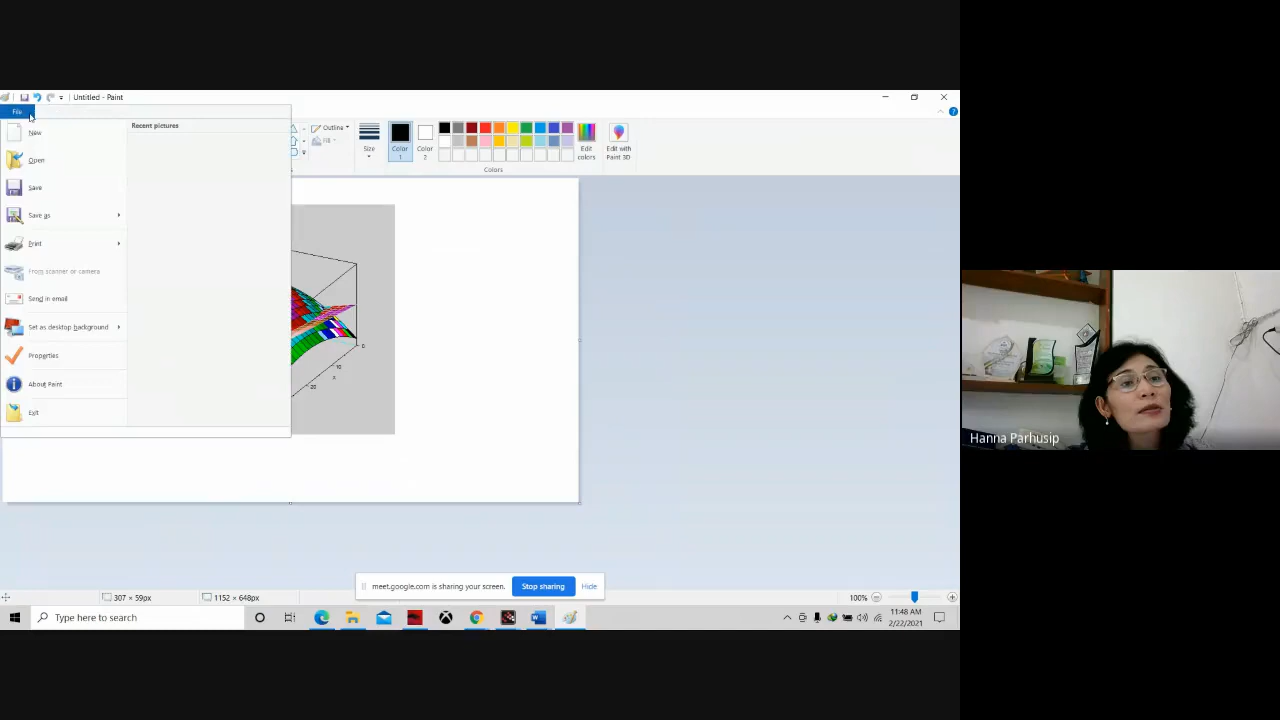 Untitled - Paint
File
Recent pictures
New
Open
Save
Save as
Print
From scanner or camera
Send in email
Set as desktop background
Properties
About Paint
Exit
Outline
Fill
Size
Color
1
Color
2
Edit
colors
Edit with
Paint 3D
Colors
0
10
x
20
Hanna Parhusip
meet.google.com is sharing your screen.
Stop sharing
Hide
307 × 59px
1152 × 648px
100%
Type here to search
11:48 AM
2/22/2021